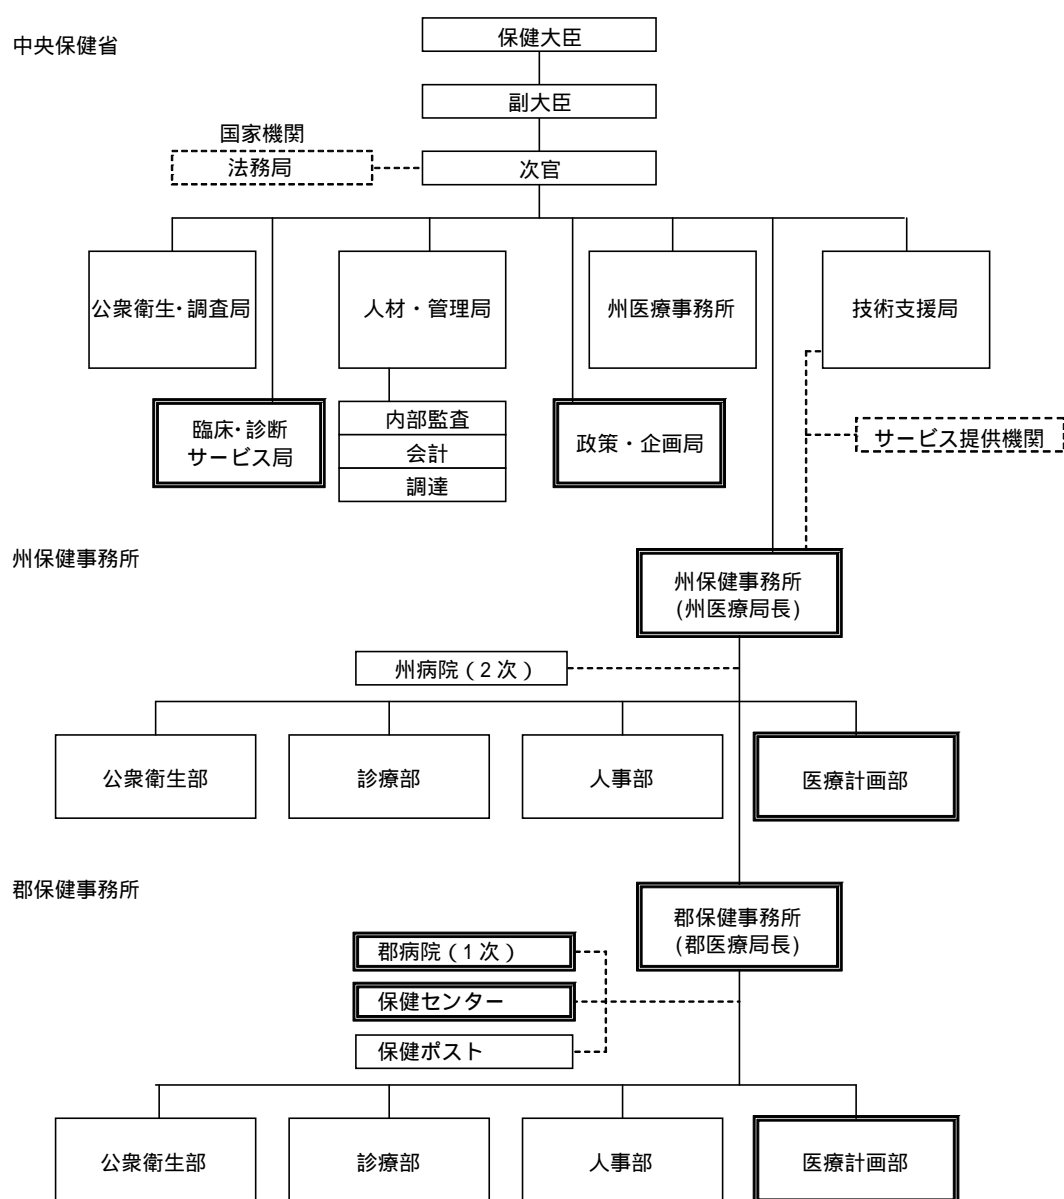 中央保健省
保健大臣
副大臣
国家機関
法務局
次官
公衆衛生・調査局
人材・管理局
州医療事務所
技術支援局
臨床・診断
サービス局
内部監査
会計
調達
政策・企画局
サービス提供機関
州保健事務所
州保健事務所
(州医療局長)
州病院(2次)
公衆衛生部
診療部
人事部
医療計画部
郡保健事務所
郡保健事務所
(郡医療局長)
郡病院(1次)
保健センター
保健ポスト
公衆衛生部
診療部
人事部
医療計画部